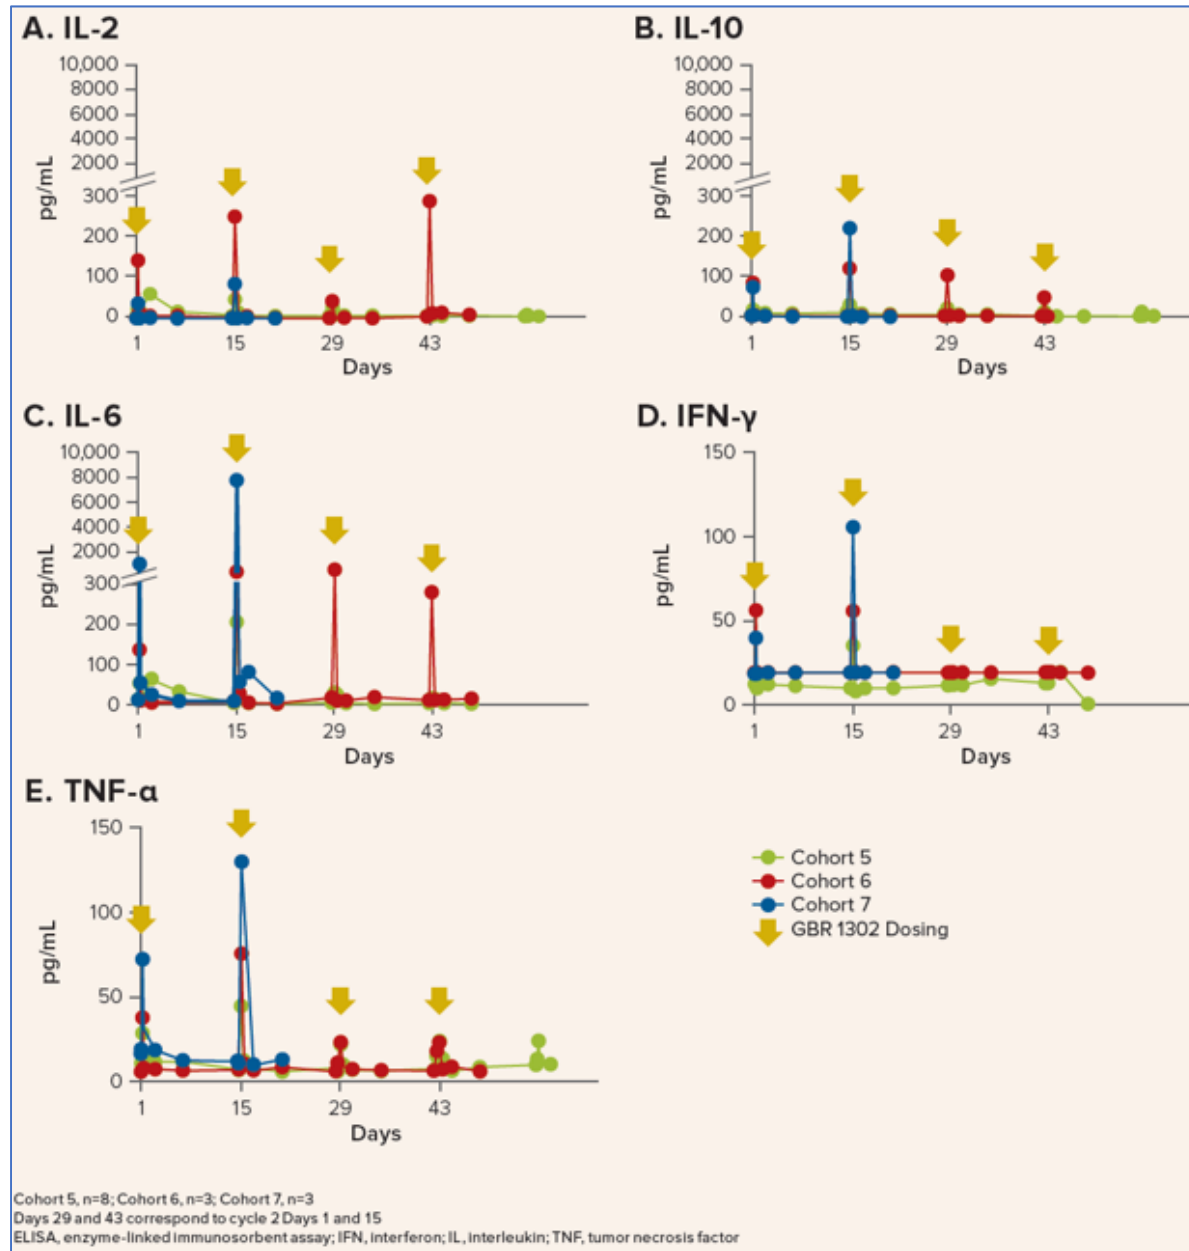 A. IL-2
10,000
8000
6000
4000
2000
300
200
100
0
pg/mL
1 15 29 43
Days
B. IL-10
10,000
8000
6000
4000
2000
300
200
100
0
pg/mL
1 15 29 43
Days
C. IL-6
10,000
8000
6000
4000
2000
300
200
100
0
pg/mL
1 15 29 43
Days
D. IFN-γ
150
100
50
0
pg/mL
1 15 29 43
Days
E. TNF-α
150
100
50
0
pg/mL
1 15 29 43
Days
Cohort 5
Cohort 6
Cohort 7
GBR 1302 Dosing
Cohort 5, n=8; Cohort 6, n=3; Cohort 7, n=3
Days 29 and 43 correspond to cycle 2 Days 1 and 15
ELISA, enzyme-linked immunosorbent assay; IFN, interferon; IL, interleukin; TNF, tumor necrosis factor